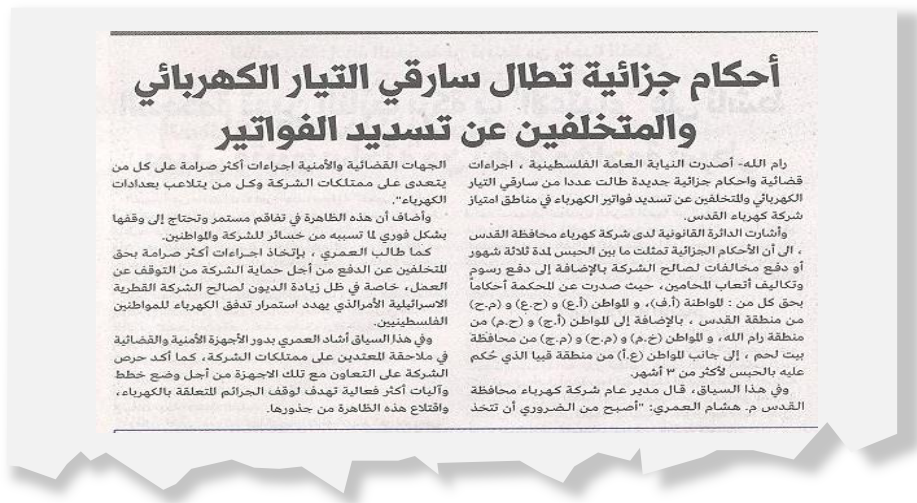 أحكام جزائية تطال سارقي التيار الكهربائي
والمتخلفين عن تسديد الفواتير
رام الله- أصدرت النيابة العامة الفلسطينية ، اجراءات
قضائية واحكام جزائية جديدة طالت عددا من سارقي التيار
الكهربائي والمتخلفين عن تسديد فواتير الكهرباء في مناطق امتياز
شركة كهرباء القدس.
وأشارت الدائرة القانونية لدى شركة كهرباء محافظة القدس
، الى أن الأحكام الجزائية تمثلت ما بين الحبس لمدة ثلاثة شهور
أو دفع مخالفات لصالح الشركة بالإضافة إلى دفع رسوم
وتكاليف أتعاب المحامين، حيث صدرت عن المحكمة أحكاماً
بحق كل من : المواطنة (أ.ف)، و المواطن (أ.ع) و (ح.ع) و (م.ح)
من منطقة القدس ، بالإضافة إلى المواطن (أ.ج) و (ح.م) من
منطقة رام الله، و المواطن (خ.م) و (م.ح) و (م.ج) من محافظة
بيت لحم ، إلى جانب المواطن (ع.أ) من منطقة قبيا الذي حُكم
عليه بالحبس لأكثر من ٣ أشهر.
وفي هذا السياق، قال مدير عام شركة كهرباء محافظة
القدس م. هشام العمري: "أصبح من الضروري أن تتخذ
الجهات القضائية والأمنية اجراءات أكثر صرامة على كل من
يتعدى على ممتلكات الشركة وكل من يتلاعب بعدادات
الكهرباء".
وأضاف أن هذه الظاهرة في تفاقم مستمر وتحتاج إلى وقفها
بشكل فوري لما تسببه من خسائر للشركة والمواطنين.
كما طالب العمري ، بإتخاذ اجراءات أكثر صرامة بحق
المتخلفين عن الدفع من أجل حماية الشركة من التوقف عن
العمل، خاصة في ظل زيادة الديون لصالح الشركة القطرية
الاسرائيلية الأمرالذي يهدد استمرار تدفق الكهرباء للمواطنين
الفلسطينيين.
وفي هذا السياق أشاد العمري بدور الأجهزة الأمنية والقضائية
في ملاحقة المعتدين على ممتلكات الشركة، كما أكد حرص
الشركة على التعاون مع تلك الاجهزة من أجل وضع خطط
وآليات أكثر فعالية تهدف لوقف الجرائم المتعلقة بالكهرباء،
واقتلاع هذه الظاهرة من جذورها.